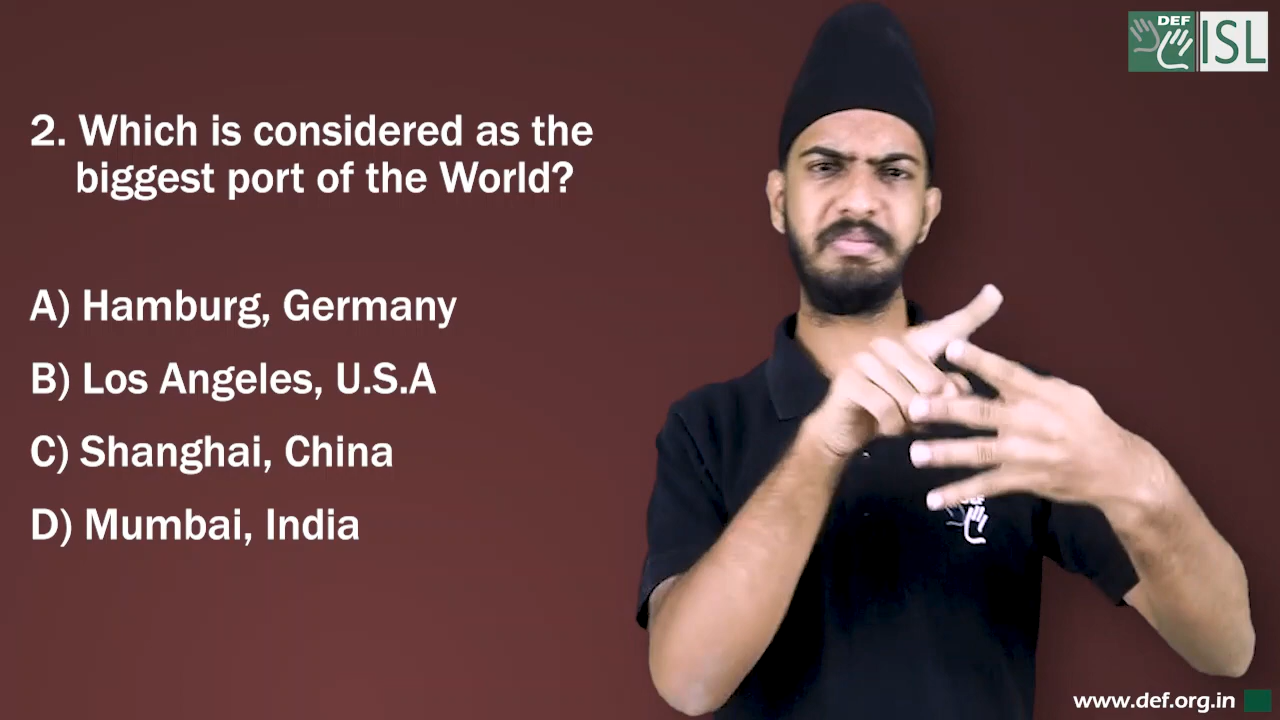 DEF
ISL
2. Which is considered as the
biggest port of the World?
A) Hamburg, Germany
B) Los Angeles, U.S.A
C) Shanghai, China
D) Mumbai, India
DEF
www.def.org.in